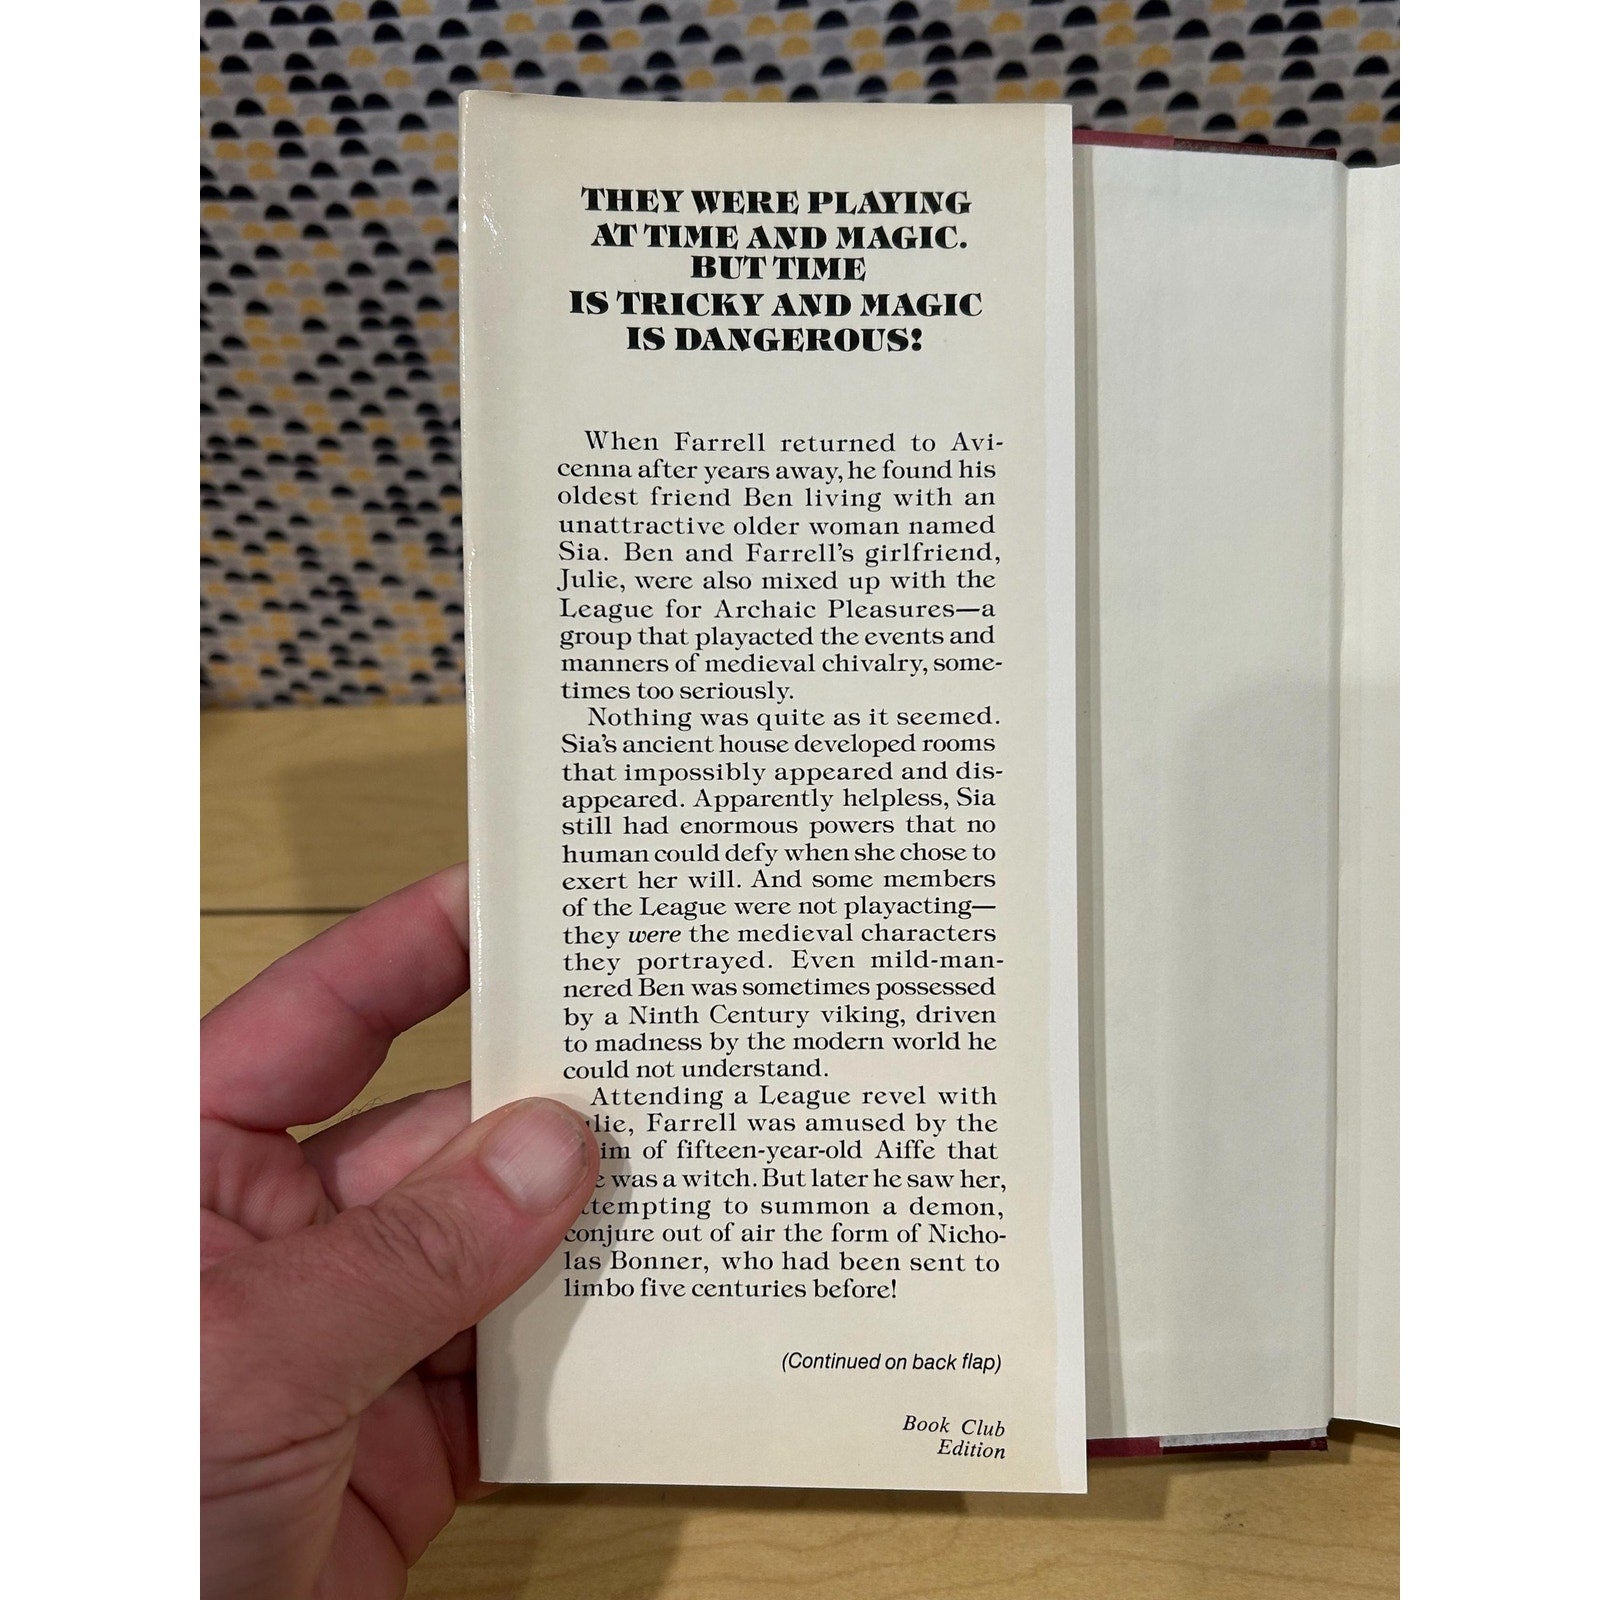 THEY WERE PLAYING
AT TIME AND MAGIC.
BUT TIME
IS TRICKY AND MAGIC
IS DANGEROUS!
When Farrell returned to Avi-
cenna after years away, he found his
oldest friend Ben living with an
unattractive older woman named
Sia. Ben and Farrell's girlfriend,
Julie, were also mixed up with the
League for Archaic Pleasures—a
group that playacted the events and
manners of medieval chivalry, some-
times too seriously.
Nothing was quite as it seemed.
Sia's ancient house developed rooms
that impossibly appeared and dis-
appeared. Apparently helpless, Sia
still had enormous powers that no
human could defy when she chose to
exert her will. And some members
of the League were not playacting—
they were the medieval characters
they portrayed. Even mild-man-
nered Ben was sometimes possessed
by a Ninth Century viking, driven
to madness by the modern world he
could not understand.
Attending a League revel with
Farrell was amused by the
of fifteen-year-old Aiffe that
was a witch. But later he saw her,
attempting to summon a demon,
conjure out of air the form of Nicho-
las Bonner, who had been sent to
limbo five centuries before!
(Continued on back flap)
Book Club
Edition